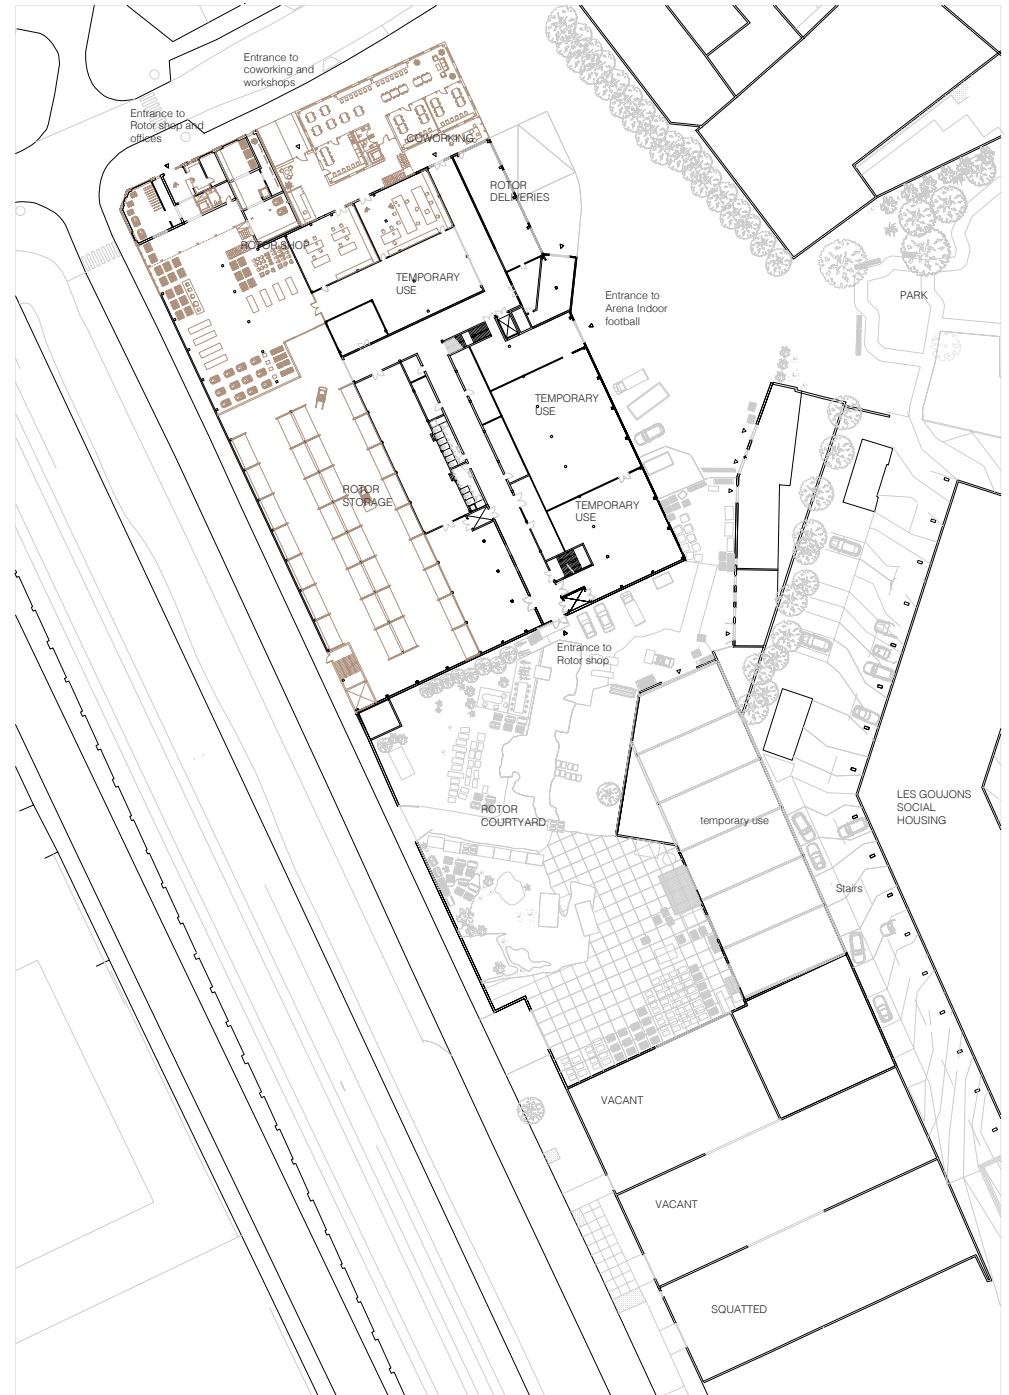 Entrance to
coworking and
workshops
Entrance to
Rotor shop and
offices
COWORKING
ROTOR
DELIVERIES
ROTOR SHOP
TEMPORARY
USE
Entrance to
Arena Indoor
football
PARK
TEMPORARY
USE
ROTOR
STORAGE
TEMPORARY
USE
Entrance to
Rotor shop
ROTOR
COURTYARD
temporary use
LES GOUJONS
SOCIAL
HOUSING
Stairs
VACANT
VACANT
SQUATTED